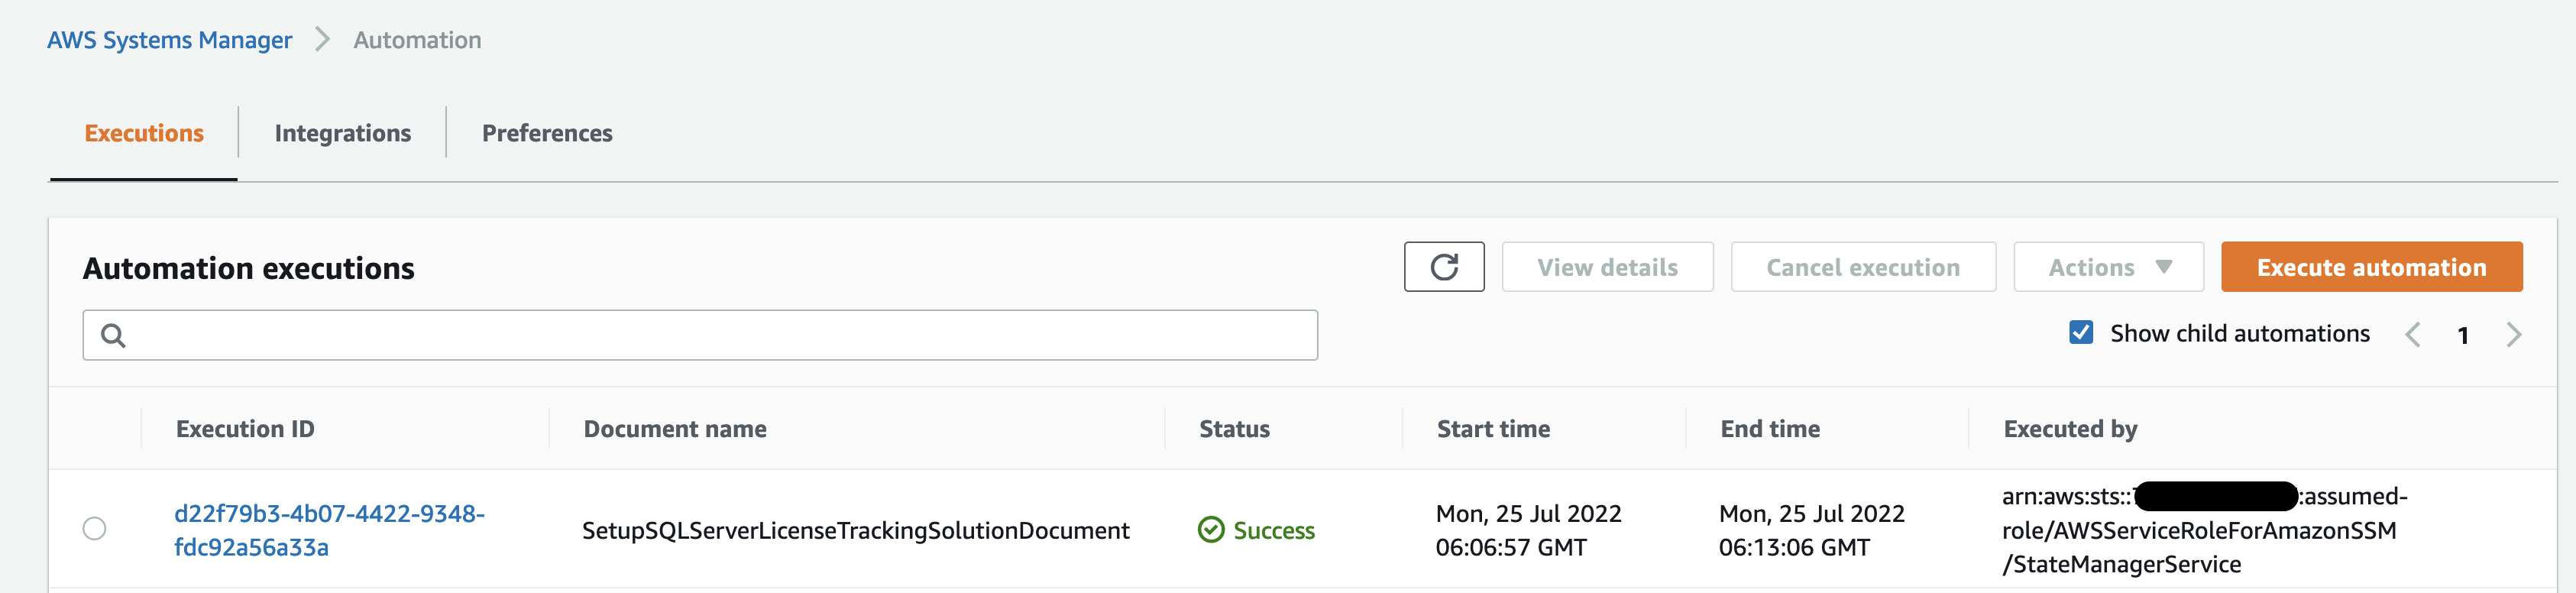 AWS Systems Manager > Automation
Executions
Integrations
Preferences
Automation executions
View details
Cancel execution
Actions
Execute automation
Show child automations
1
Execution ID
Document name
Status
Start time
End time
Executed by
d22f79b3-4b07-4422-9348-
fdc92a56a33a
SetupSQLServerLicenseTrackingSolutionDocument
Success
Mon, 25 Jul 2022
06:06:57 GMT
Mon, 25 Jul 2022
06:13:06 GMT
arn:aws:sts:: :assumed-
role/AWSServiceRoleForAmazonSSM
/StateManagerService